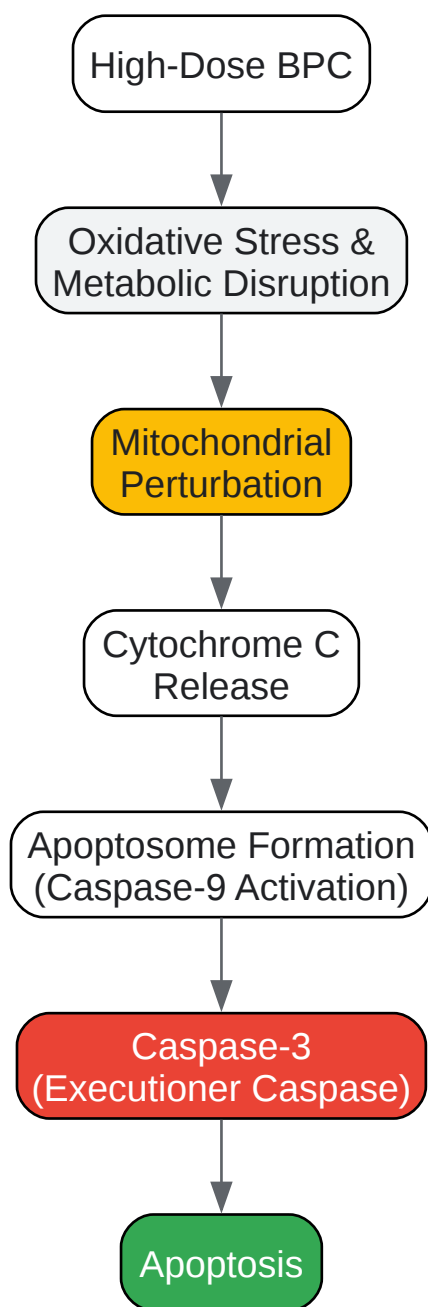 High-Dose BPC
Oxidative Stress &
Metabolic Disruption
Mitochondrial
Perturbation
Cytochrome C
Release
Apoptosome Formation
(Caspase-9 Activation)
Caspase-3
(Executioner Caspase)
Apoptosis